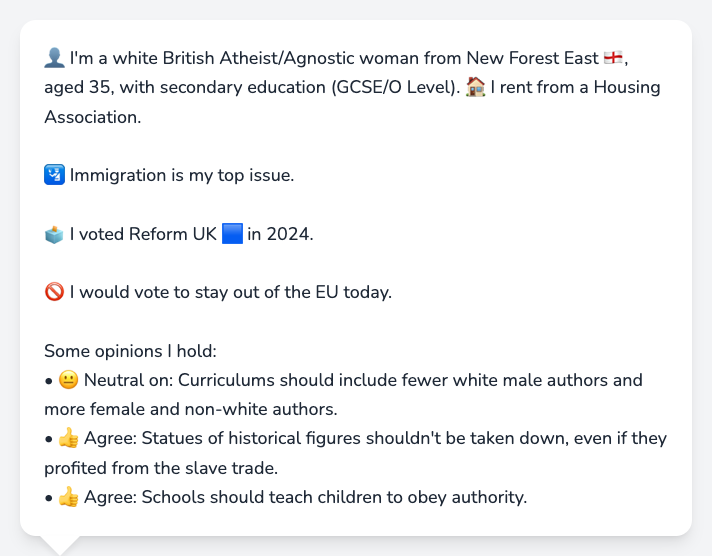 👤 I'm a white British Atheist/Agnostic woman from New Forest East 🏴󠁧󠁢󠁥󠁮󠁧󠁿,
aged 35, with secondary education (GCSE/O Level). 🏠 I rent from a Housing
Association.
🛂 Immigration is my top issue.
🗳️ I voted Reform UK 🟦 in 2024.
🚫 I would vote to stay out of the EU today.
Some opinions I hold:
• 😐 Neutral on: Curriculums should include fewer white male authors and
more female and non-white authors.
• 👍 Agree: Statues of historical figures shouldn't be taken down, even if they
profited from the slave trade.
• 👍 Agree: Schools should teach children to obey authority.